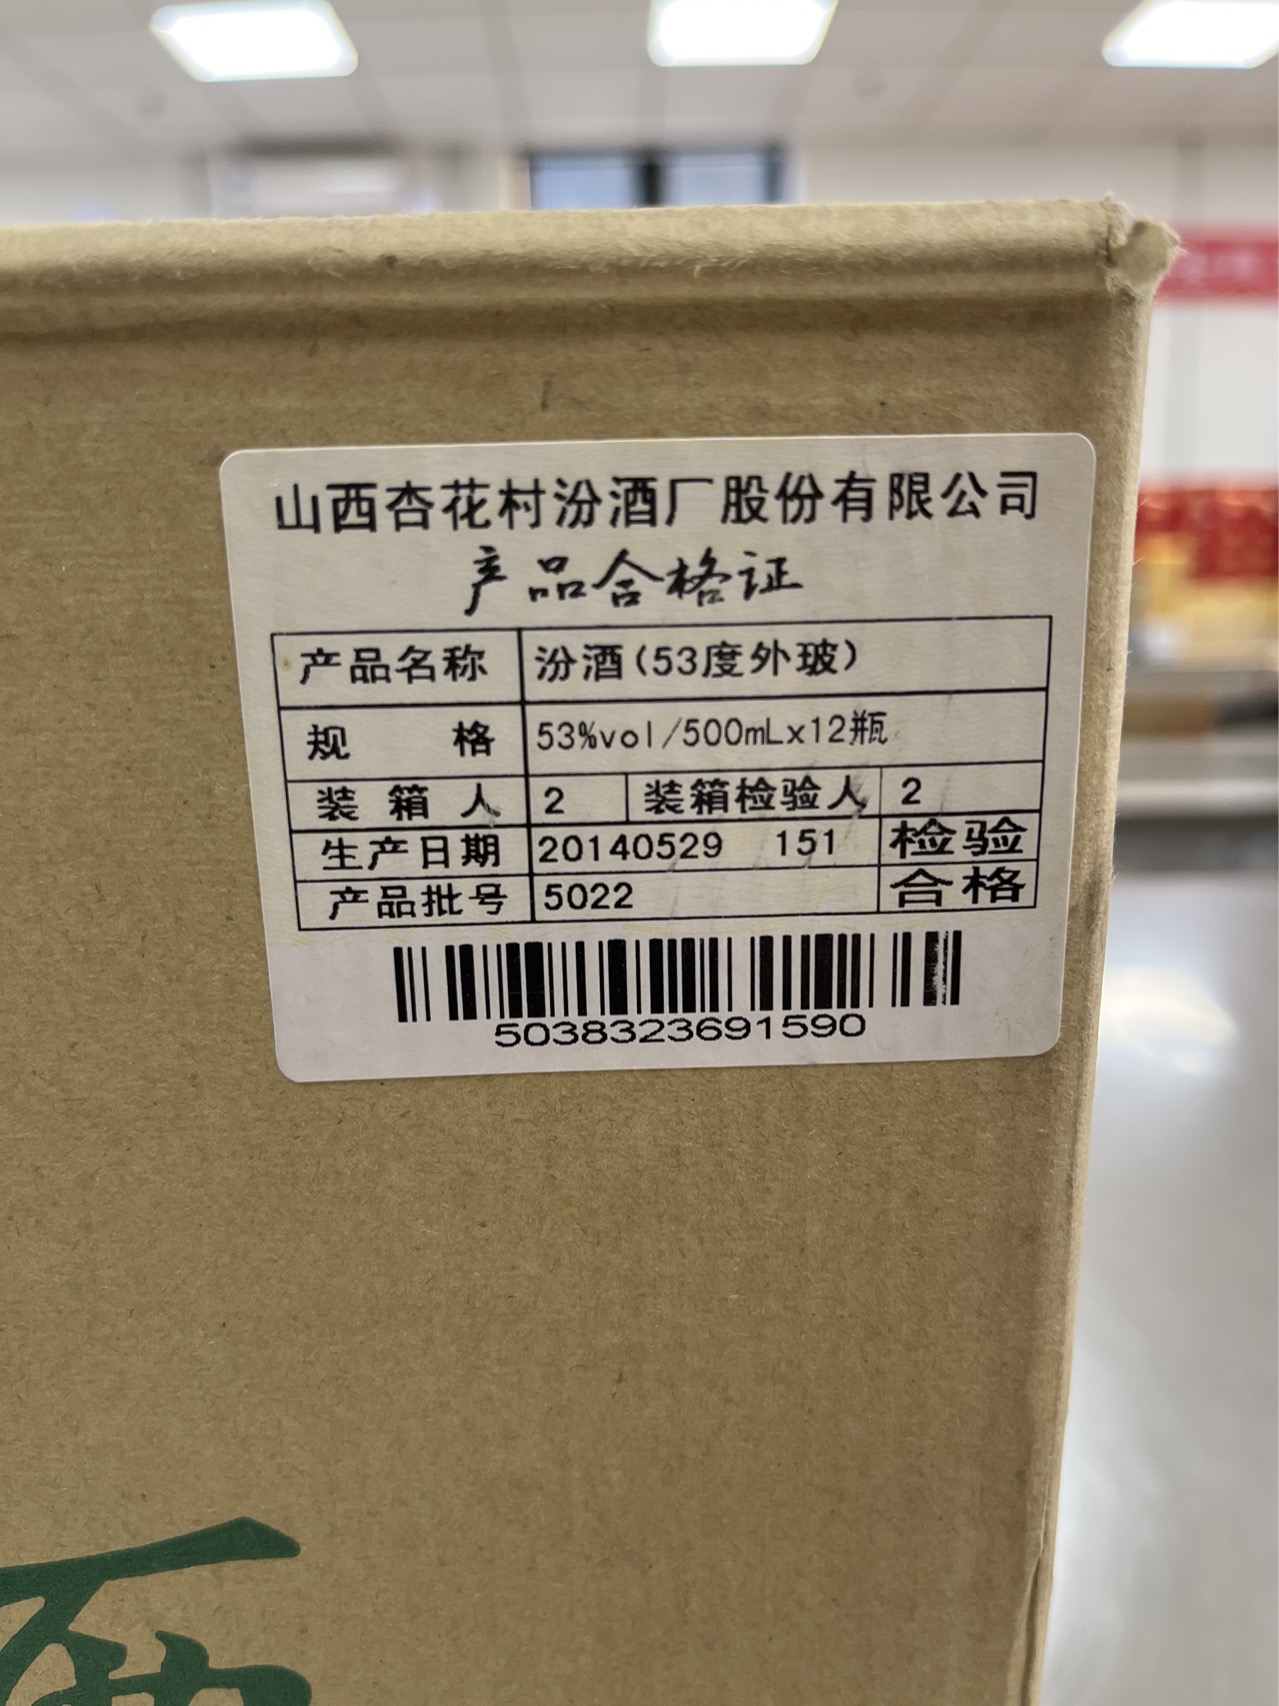 山西杏花村汾酒厂股份有限公司
产品合格证
产品名称 汾酒(53度外玻)
规 格 53%vol/500mLx12瓶
装箱人 2 装箱检验人 2
生产日期 20140529 151 检验
产品批号 5022 合格
5038323691590